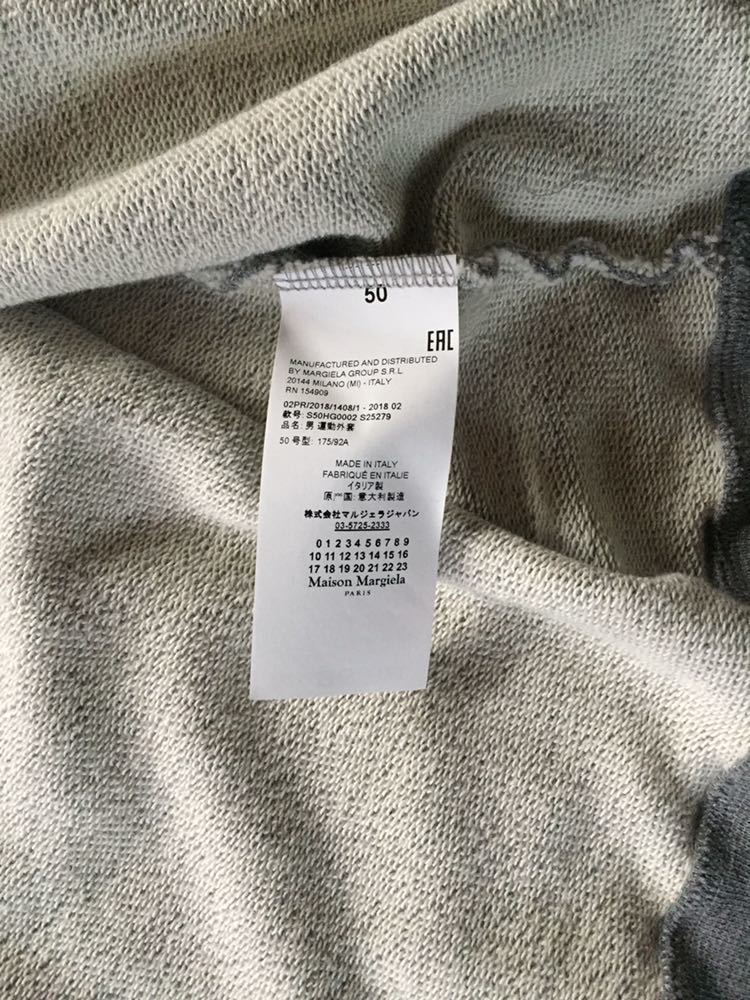 50
EAC
MANUFACTURED AND DISTRIBUTED
BY MARGIELA GROUP S.R.L
20144 MILANO (MI) - ITALY
RN 154909
02PR/2018/1408/1 - 2018 02
款号: S50HG0002 S25279
品名: 男 運動外套
50 号型: 175/92A
MADE IN ITALY
FABRIQUÉ EN ITALIE
イタリア製
原产国: 意大利製造
株式会社マルジェラジャパン
03-5725-2333
0 1 2 3 4 5 6 7 8 9
10 11 12 13 14 15 16
17 18 19 20 21 22 23
Maison Margiela
PARIS